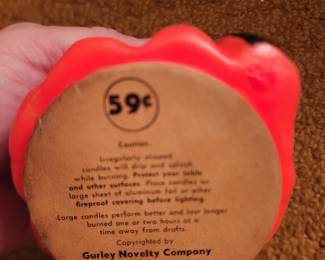 59¢
Caution.
Irregularly shaped
candles will drip and splash
while burning. Protect your table
and other surfaces. Place candles on
large sheet of aluminum foil or other
fireproof covering before lighting.
Large candles perform better and last longer
burned one or two hours at a
time away from drafts.
Copyrighted by
Gurley Novelty Company